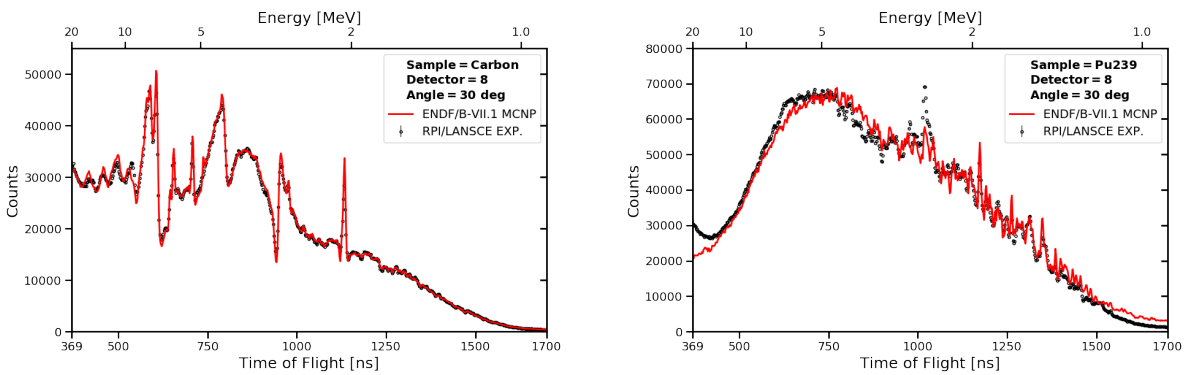 Energy [MeV]
20 10 5 2 1.0
50000
40000
30000
20000
10000
0
Counts
Sample = Carbon
Detector = 8
Angle = 30 deg
ENDF/B-VII.1 MCNP
RPI/LANSCE EXP.
369 500 750 1000 1250 1500 1700
Time of Flight [ns]
Energy [MeV]
20 10 5 2 1.0
80000
70000
60000
50000
40000
30000
20000
10000
0
Counts
Sample = Pu239
Detector = 8
Angle = 30 deg
ENDF/B-VII.1 MCNP
RPI/LANSCE EXP.
369 500 750 1000 1250 1500 1700
Time of Flight [ns]